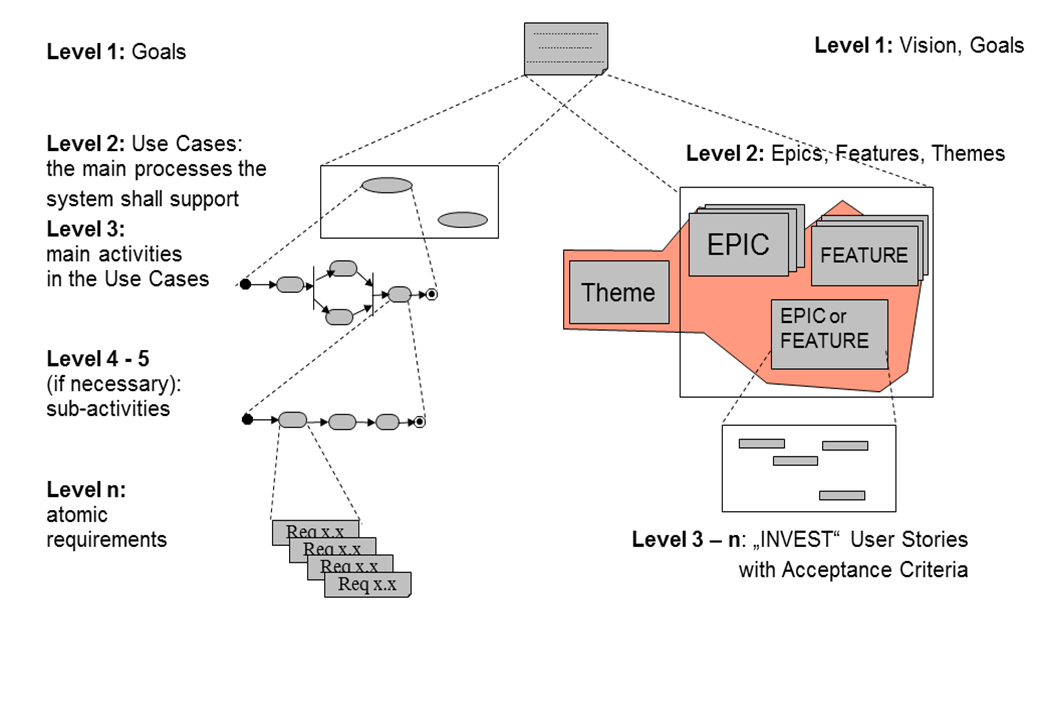 Level 1: Goals
Level 1: Vision, Goals
Level 2: Use Cases:
the main processes the
system shall support
Level 2: Epics, Features, Themes
Level 3:
main activities
in the Use Cases
EPIC
FEATURE
Theme
EPIC or
FEATURE
Level 4 - 5
(if necessary):
sub-activities
Level n:
atomic
requirements
Req x.x
Req x.x
Req x.x
Req x.x
Level 3 – n: „INVEST“ User Stories
with Acceptance Criteria